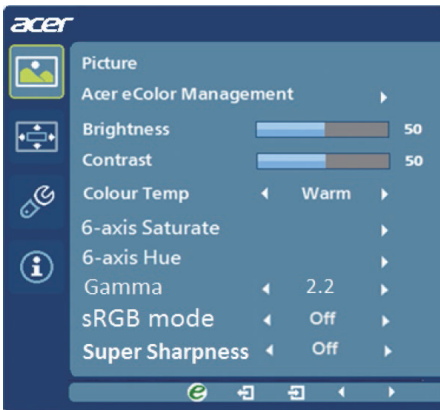 acer
Picture
Acer eColor Management
Brightness 50
Contrast 50
Colour Temp Warm
6-axis Saturate
6-axis Hue
Gamma 2.2
sRGB mode Off
Super Sharpness Off
e